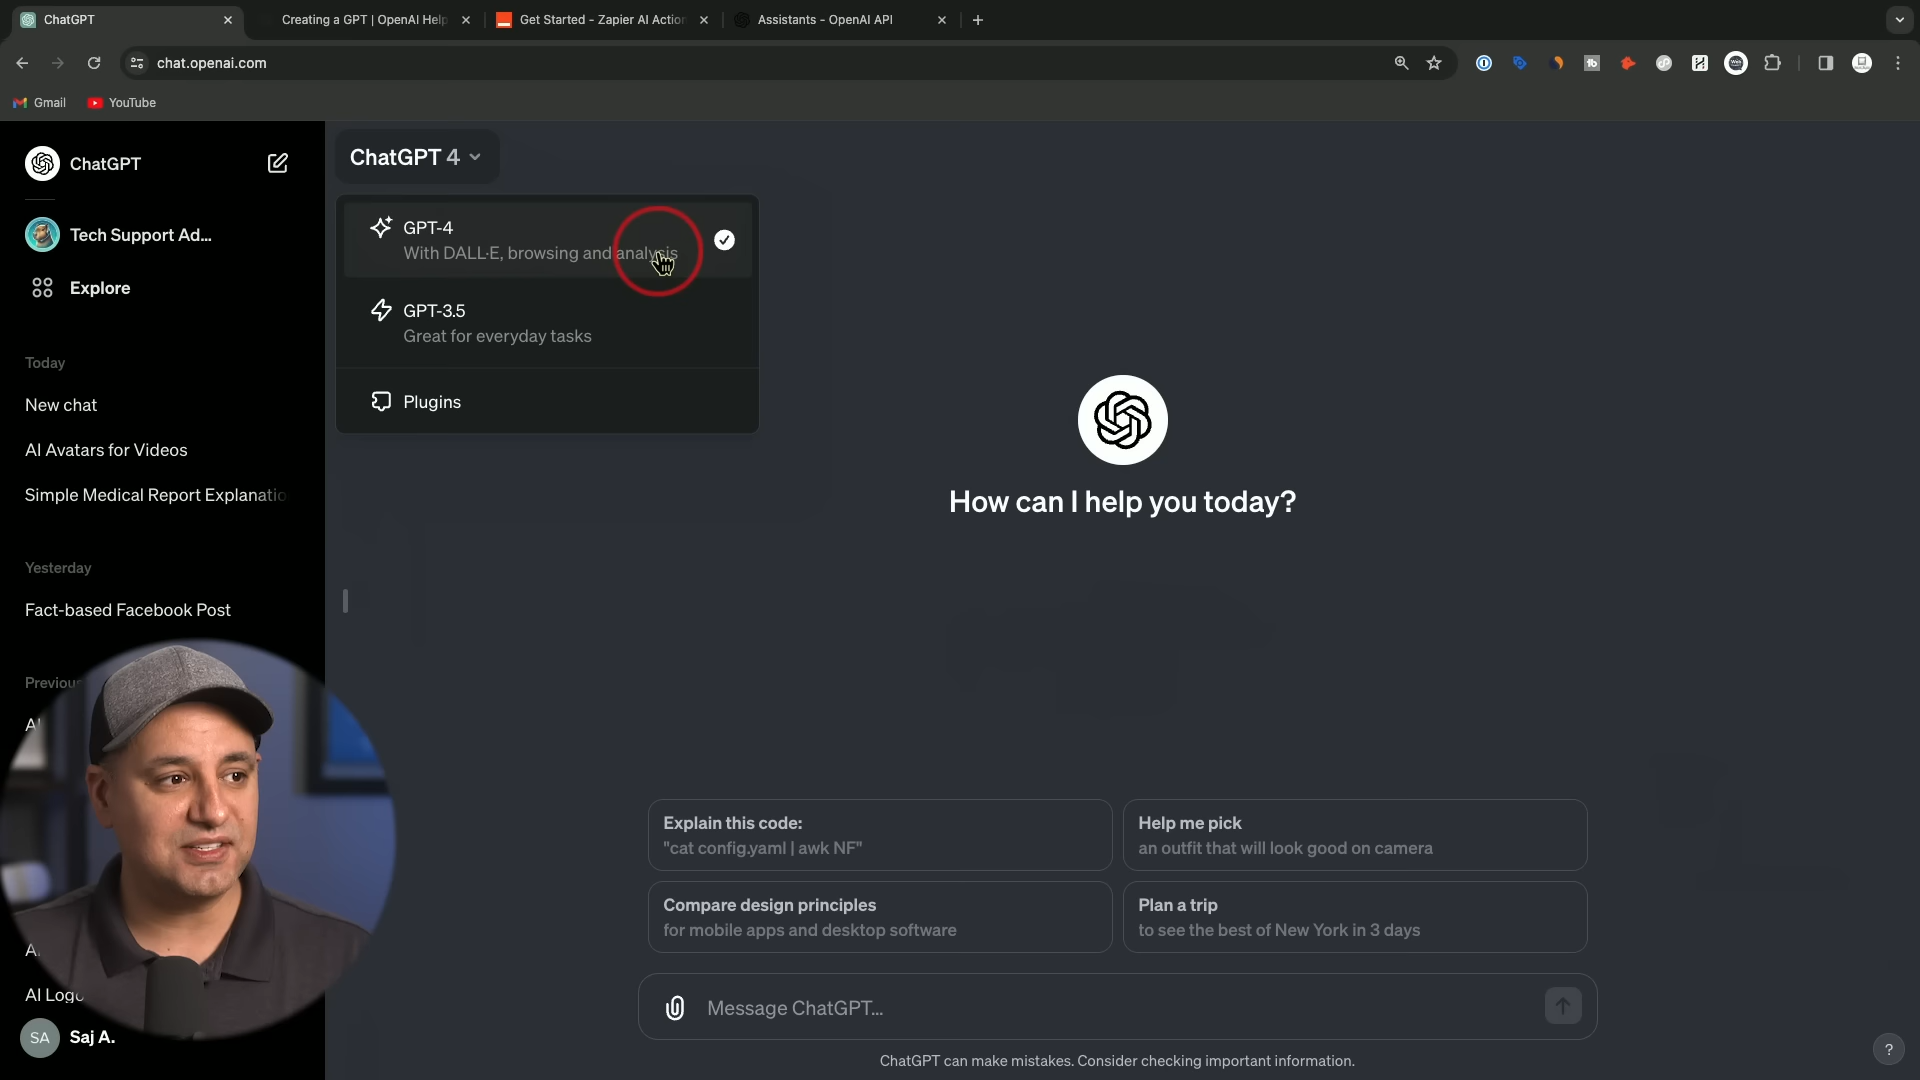 ChatGPT
Creating a GPT | OpenAI Help
Get Started - Zapier AI Action
Assistants - OpenAI API
chat.openai.com
Gmail
YouTube
ChatGPT
Tech Support Ad...
Explore
Today
New chat
AI Avatars for Videos
Simple Medical Report Explanatio
Yesterday
Fact-based Facebook Post
Previou
AI
A
AI Logo
SA
Saj A.
ChatGPT 4
GPT-4
With DALL·E, browsing and analysis
GPT-3.5
Great for everyday tasks
Plugins
How can I help you today?
Explain this code:
"cat config.yaml | awk NF"
Help me pick
an outfit that will look good on camera
Compare design principles
for mobile apps and desktop software
Plan a trip
to see the best of New York in 3 days
Message ChatGPT...
ChatGPT can make mistakes. Consider checking important information.
?